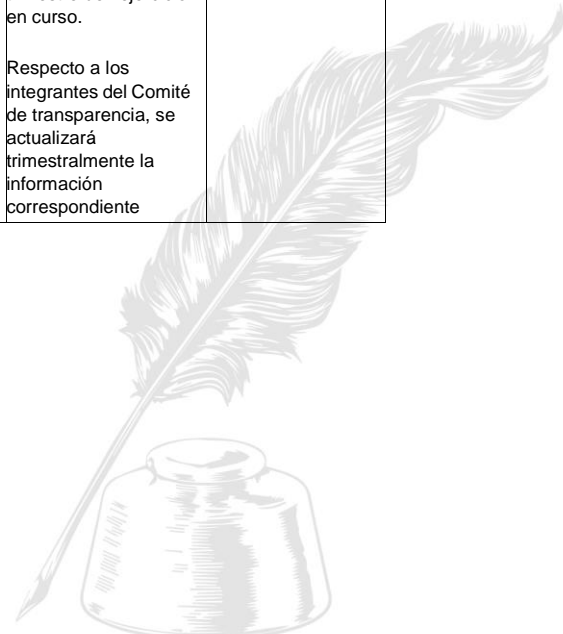 en curso.
Respecto a los
integrantes del Comité
de transparencia, se
actualizará
trimestralmente la
información
correspondiente